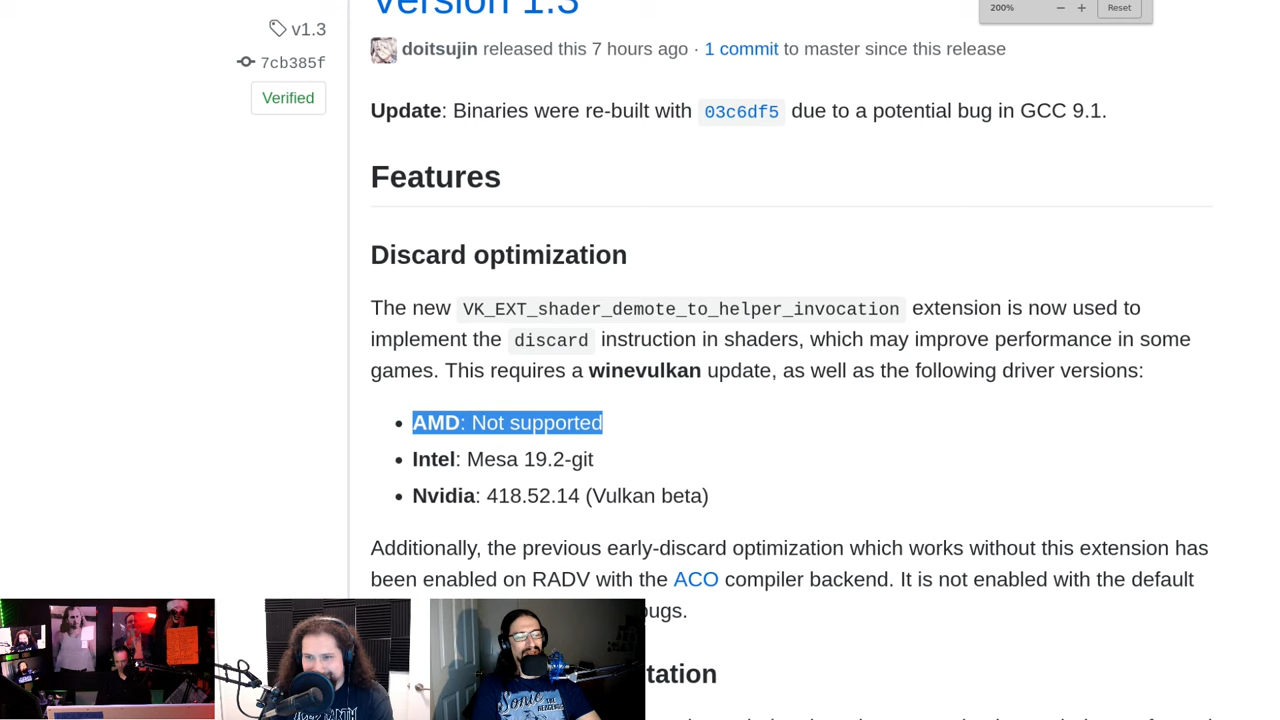 Version 1.3
200% − + Reset
v1.3
doitsujin released this 7 hours ago · 1 commit to master since this release
7cb385f
Verified
Update: Binaries were re-built with 03c6df5 due to a potential bug in GCC 9.1.
Features
Discard optimization
The new VK_EXT_shader_demote_to_helper_invocation extension is now used to
implement the discard instruction in shaders, which may improve performance in some
games. This requires a winevulkan update, as well as the following driver versions:
• AMD: Not supported
• Intel: Mesa 19.2-git
• Nvidia: 418.52.14 (Vulkan beta)
Additionally, the previous early-discard optimization which works without this extension has
been enabled on RADV with the ACO compiler backend. It is not enabled with the default
bugs.
tation
Sonic